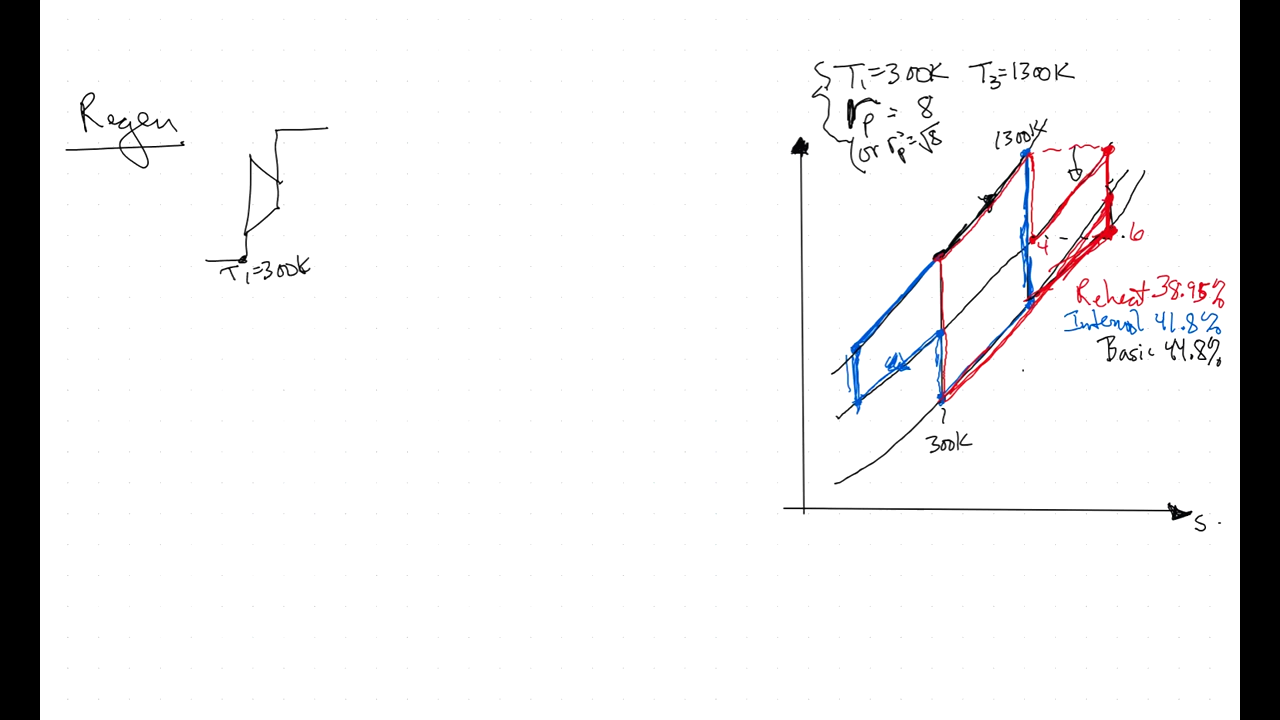 Regen
T₁=300K
T₁=300K T₃=1300K
rₚ = 8
(or rₚ=√8
1300K
4
6
Reheat 38.95%
41.8%
Basic 44.8%
1
300K
S